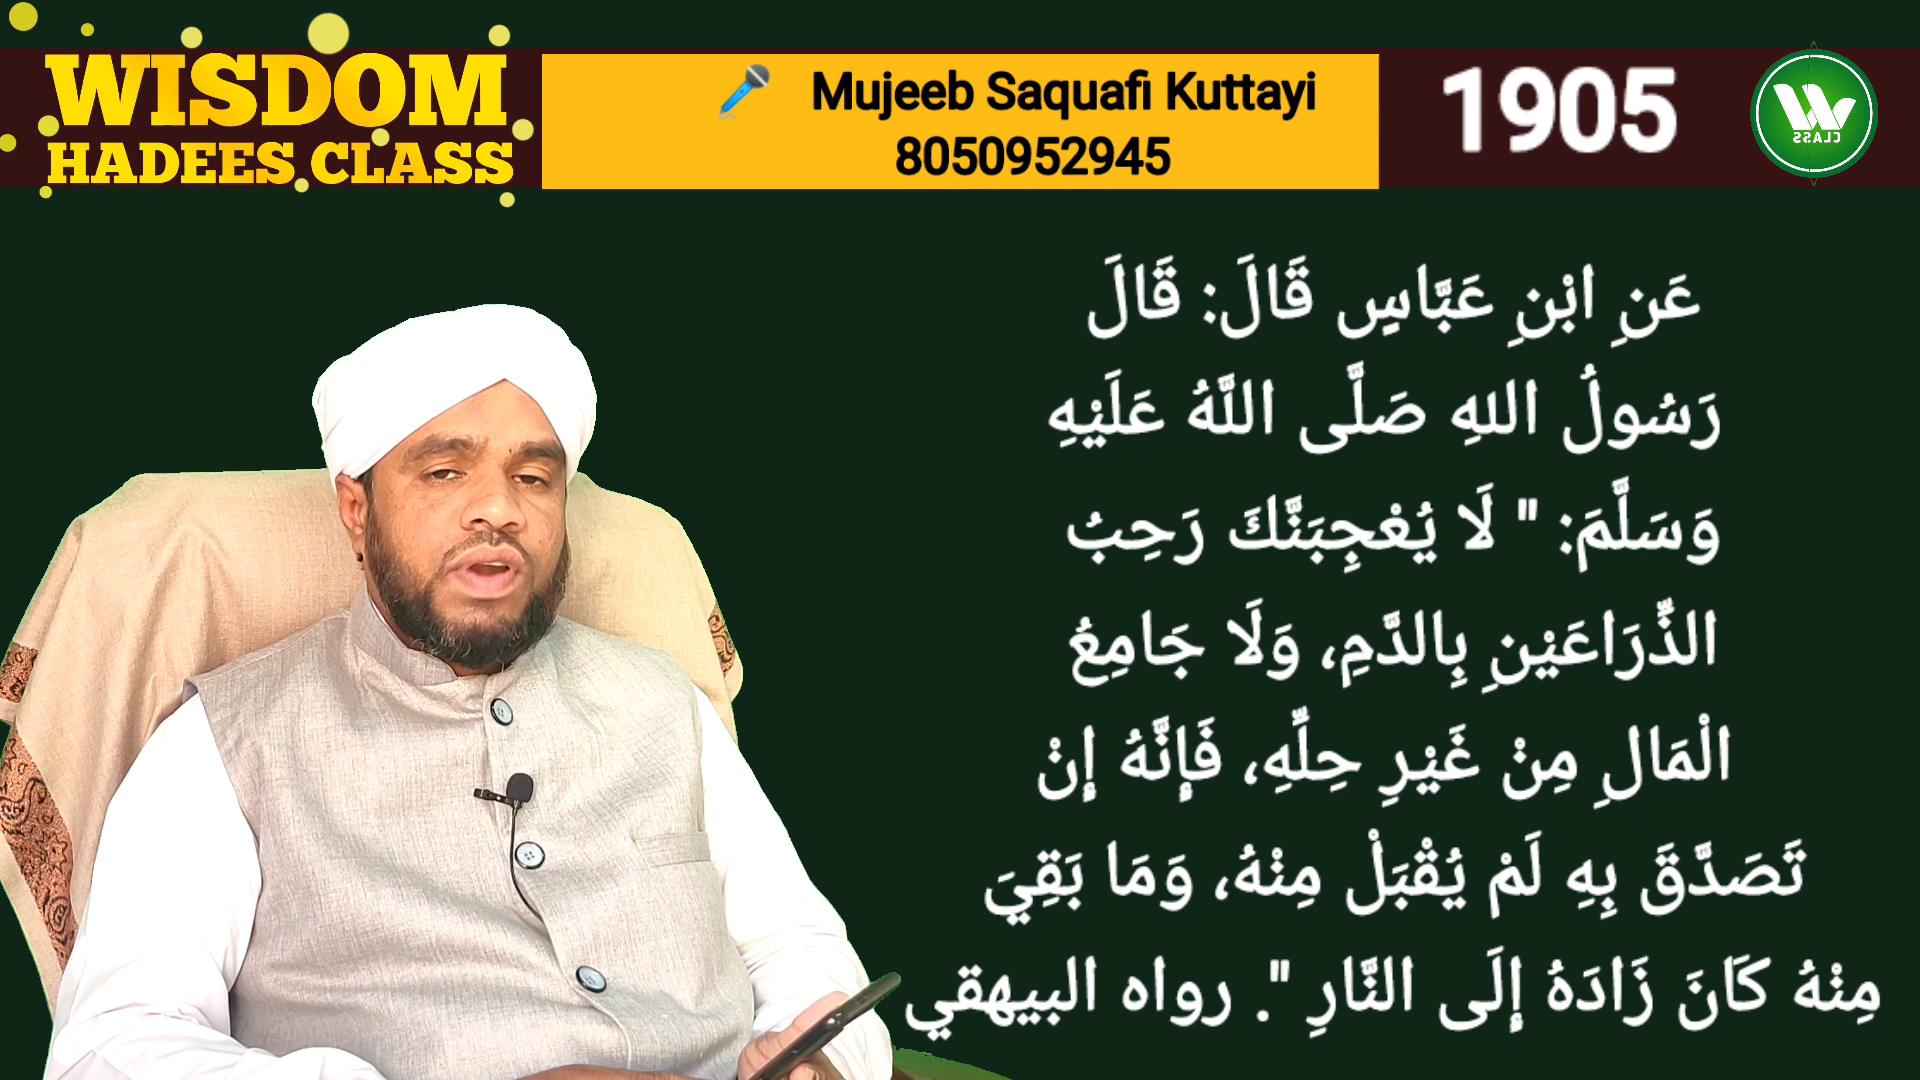 WISDOM
HADEES CLASS
Mujeeb Saquafi Kuttayi
8050952945
1905
W
CLASS
عَنِ ابْنِ عَبَّاسٍ قَالَ: قَالَ
رَسُولُ اللهِ صَلَّى اللَّهُ عَلَيْهِ
وَسَلَّمَ: " لَا يُعْجِبَنَّكَ رَحِبُ
الذِّرَاعَيْنِ بِالدَّمِ، وَلَا جَامِعُ
الْمَالِ مِنْ غَيْرِ حِلِّهِ، فَإِنَّهُ إِنْ
تَصَدَّقَ بِهِ لَمْ يُقْبَلْ مِنْهُ، وَمَا بَقِيَ
مِنْهُ كَانَ زَادَهُ إِلَى النَّارِ ". رواه البيهقي